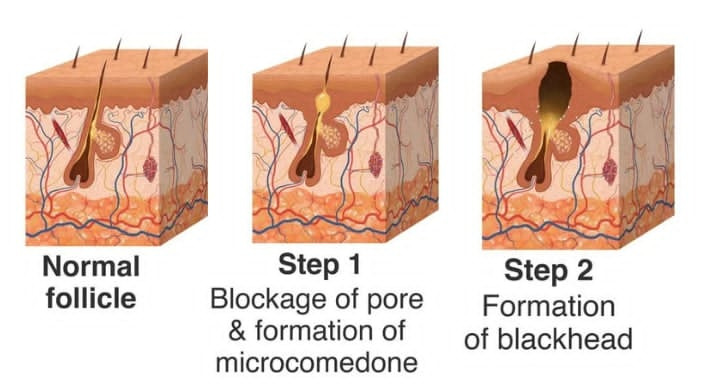 Normal
follicle
Step 1
Blockage of pore
& formation of
microcomedone
Step 2
Formation
of blackhead